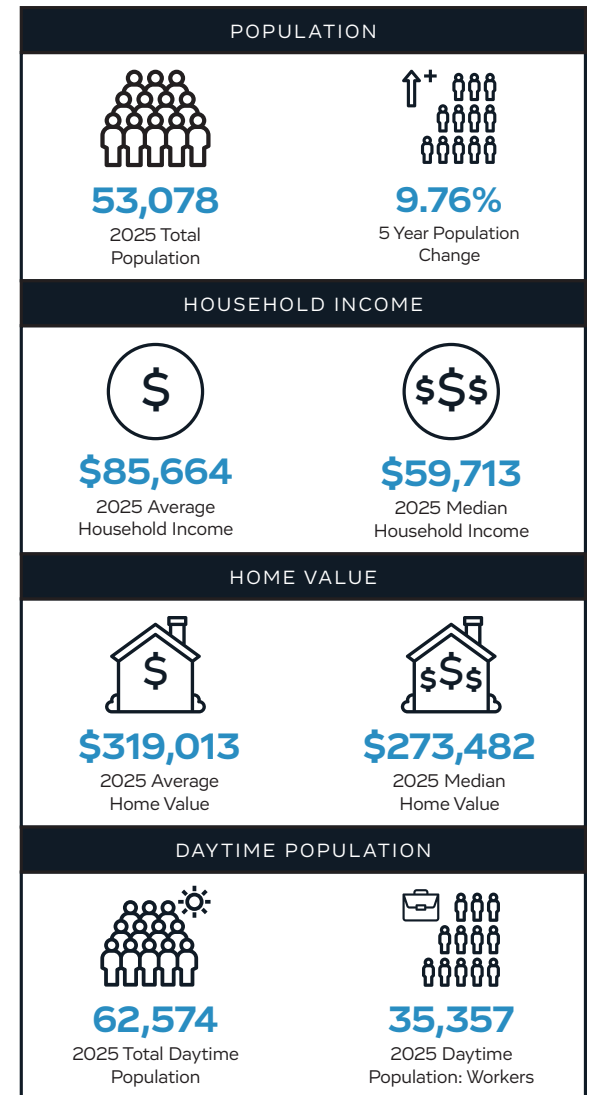 POPULATION
53,078
2025 Total
Population
9.76%
5 Year Population
Change
HOUSEHOLD INCOME
$
$85,664
2025 Average
Household Income
$$$
$59,713
2025 Median
Household Income
HOME VALUE
$
$319,013
2025 Average
Home Value
$$$
$273,482
2025 Median
Home Value
DAYTIME POPULATION
62,574
2025 Total Daytime
Population
35,357
2025 Daytime
Population: Workers